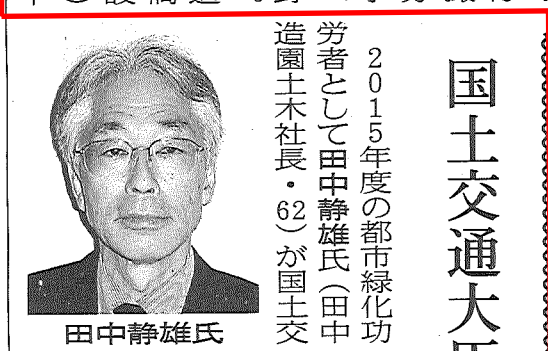 国土交通大
2015年度の都市緑化功
労者として田中静雄氏(田中
造園土木社長・62)が国土交
田中静雄氏